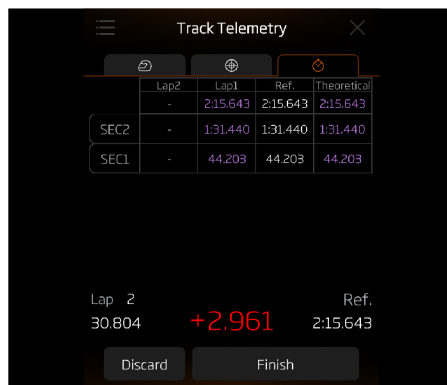 Track Telemetry
Lap2 Lap1 Ref. Theoretical
- 2:15.643 2:15.643 2:15.643
SEC2 - 1:31.440 1:31.440 1:31.440
SEC1 - 44.203 44.203 44.203
Lap 2 Ref.
30.804 +2.961 2:15.643
Discard Finish